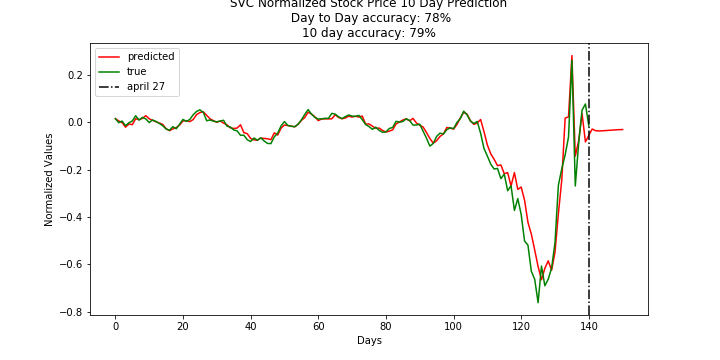 SVC Normalized Stock Price 10 Day Prediction
Day to Day accuracy: 78%
10 day accuracy: 79%
predicted
true
april 27
Normalized Values
0.2
0.0
−0.2
−0.4
−0.6
−0.8
0 20 40 60 80 100 120 140
Days